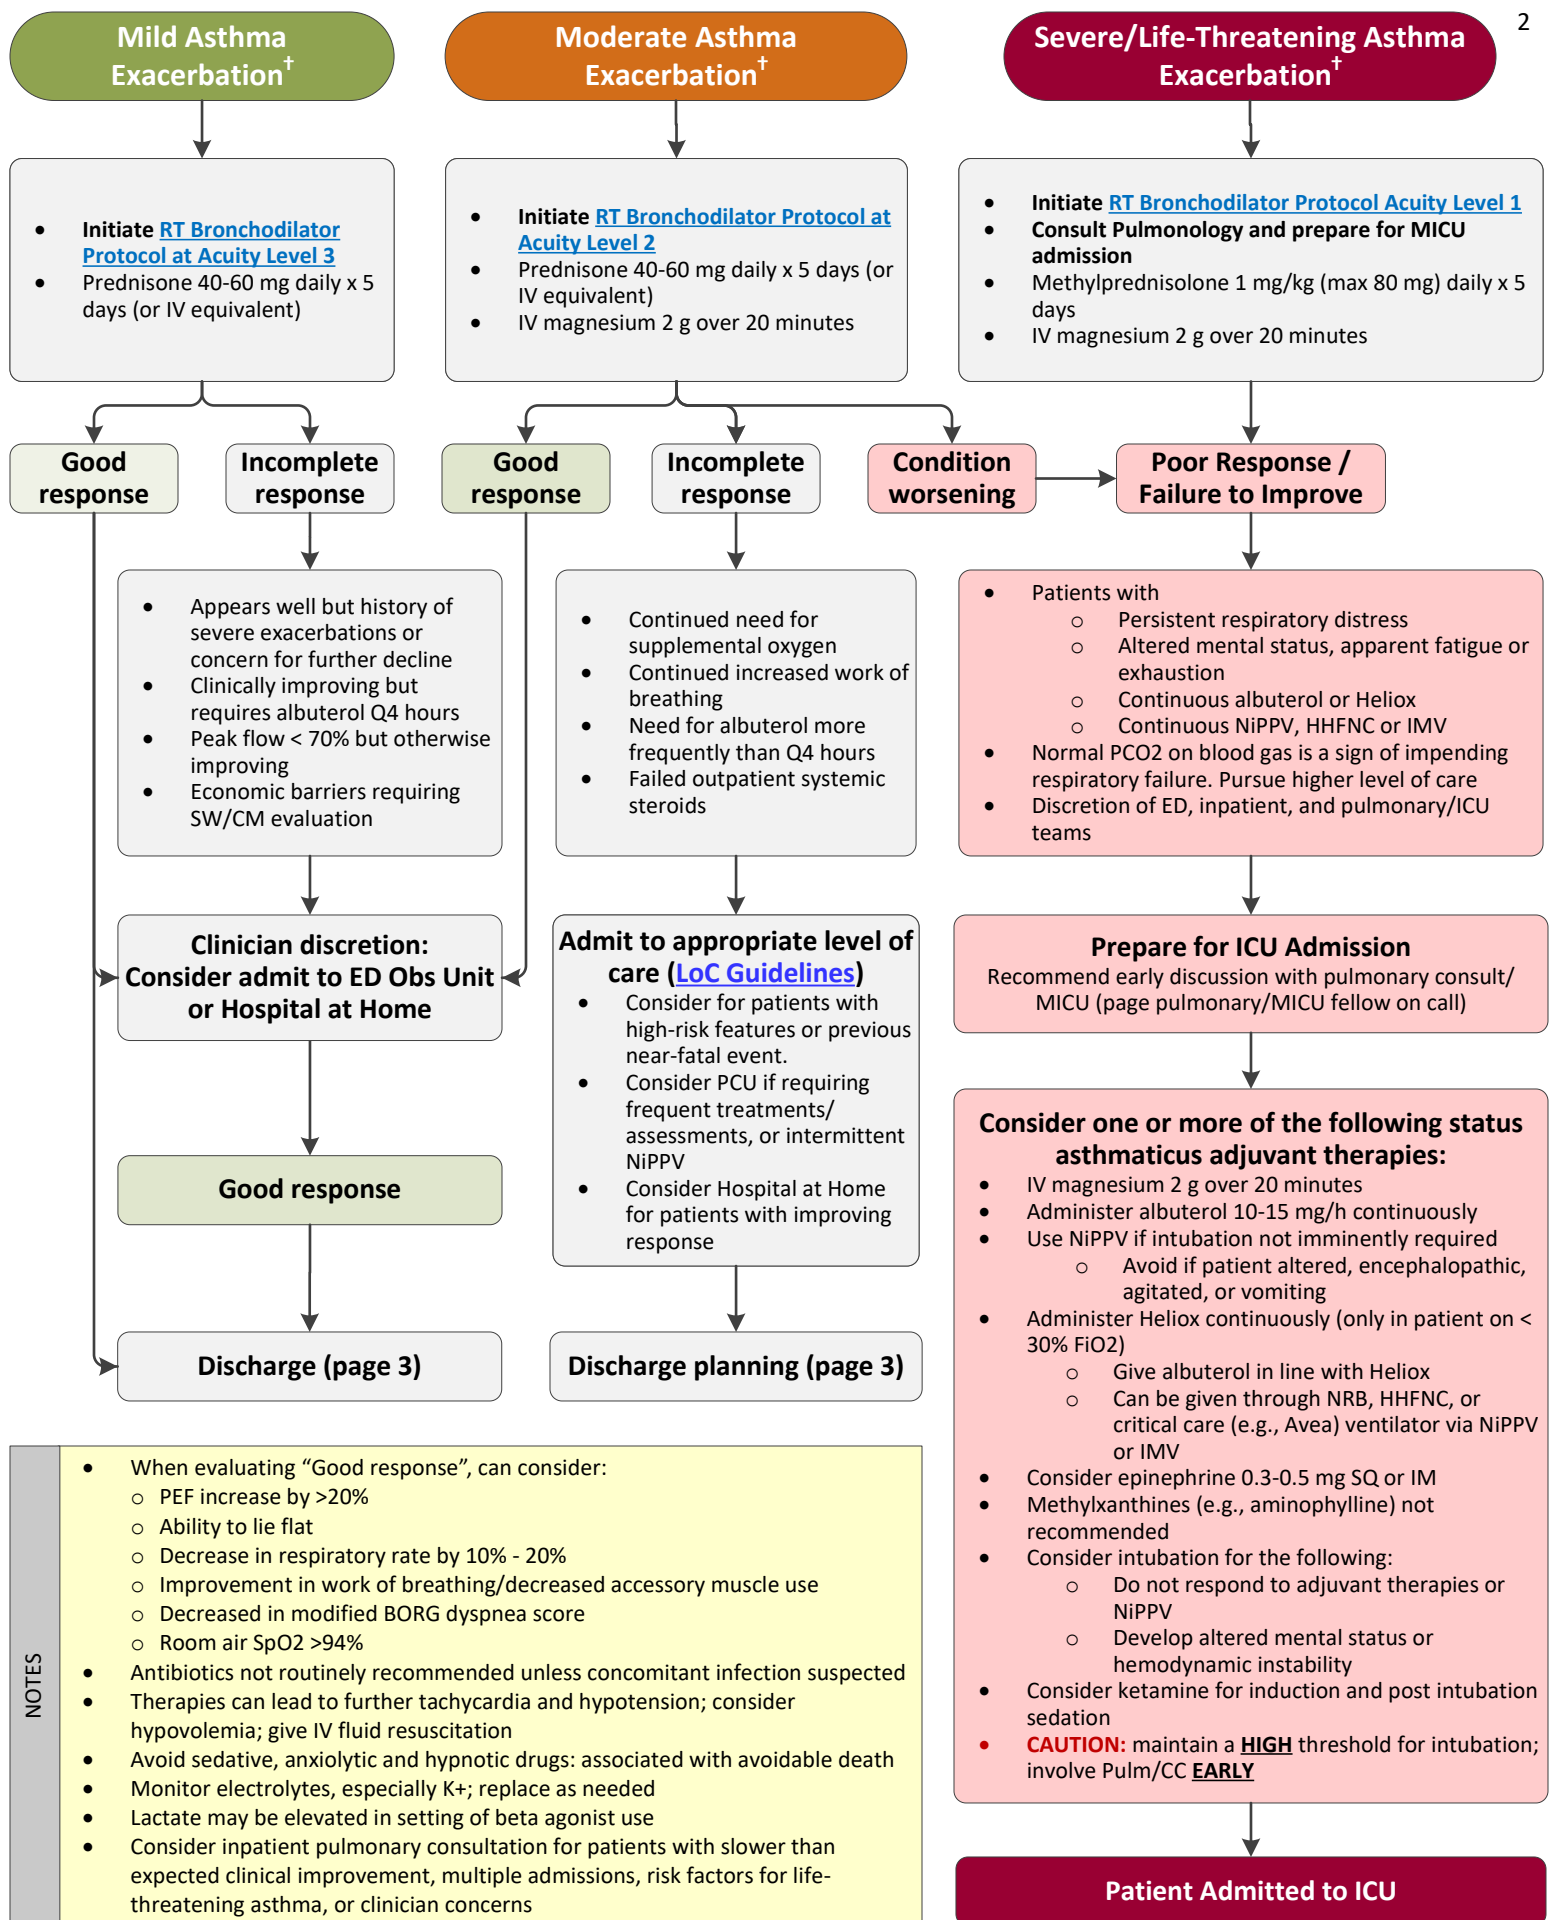 2
Mild Asthma
Exacerbation†
Moderate Asthma
Exacerbation†
Severe/Life-Threatening Asthma
Exacerbation†
• Initiate RT Bronchodilator
Protocol at Acuity Level 3
• Prednisone 40-60 mg daily x 5
days (or IV equivalent)
• Initiate RT Bronchodilator Protocol at
Acuity Level 2
• Prednisone 40-60 mg daily x 5 days (or
IV equivalent)
• IV magnesium 2 g over 20 minutes
• Initiate RT Bronchodilator Protocol Acuity Level 1
• Consult Pulmonology and prepare for MICU
admission
• Methylprednisolone 1 mg/kg (max 80 mg) daily x 5
days
• IV magnesium 2 g over 20 minutes
Good
response
Incomplete
response
Good
response
Incomplete
response
Condition
worsening
Poor Response /
Failure to Improve
• Appears well but history of
severe exacerbations or
concern for further decline
• Clinically improving but
requires albuterol Q4 hours
• Peak flow < 70% but otherwise
improving
• Economic barriers requiring
SW/CM evaluation
• Continued need for
supplemental oxygen
• Continued increased work of
breathing
• Need for albuterol more
frequently than Q4 hours
• Failed outpatient systemic
steroids
• Patients with
o Persistent respiratory distress
o Altered mental status, apparent fatigue or
exhaustion
o Continuous albuterol or Heliox
o Continuous NiPPV, HHFNC or IMV
• Normal PCO2 on blood gas is a sign of impending
respiratory failure. Pursue higher level of care
• Discretion of ED, inpatient, and pulmonary/ICU
teams
Clinician discretion:
Consider admit to ED Obs Unit
or Hospital at Home
Admit to appropriate level of
care (LoC Guidelines)
• Consider for patients with
high-risk features or previous
near-fatal event.
• Consider PCU if requiring
frequent treatments/
assessments, or intermittent
NiPPV
• Consider Hospital at Home
for patients with improving
response
Prepare for ICU Admission
Recommend early discussion with pulmonary consult/
MICU (page pulmonary/MICU fellow on call)
Good response
Consider one or more of the following status
asthmaticus adjuvant therapies:
• IV magnesium 2 g over 20 minutes
• Administer albuterol 10-15 mg/h continuously
• Use NiPPV if intubation not imminently required
o Avoid if patient altered, encephalopathic,
agitated, or vomiting
• Administer Heliox continuously (only in patient on <
30% FiO2)
o Give albuterol in line with Heliox
o Can be given through NRB, HHFNC, or
critical care (e.g., Avea) ventilator via NiPPV
or IMV
• Consider epinephrine 0.3-0.5 mg SQ or IM
• Methylxanthines (e.g., aminophylline) not
recommended
• Consider intubation for the following:
o Do not respond to adjuvant therapies or
NiPPV
o Develop altered mental status or
hemodynamic instability
• Consider ketamine for induction and post intubation
sedation
• CAUTION: maintain a HIGH threshold for intubation;
involve Pulm/CC EARLY
Discharge (page 3)
Discharge planning (page 3)
NOTES
• When evaluating “Good response”, can consider:
o PEF increase by >20%
o Ability to lie flat
o Decrease in respiratory rate by 10% - 20%
o Improvement in work of breathing/decreased accessory muscle use
o Decreased in modified BORG dyspnea score
o Room air SpO2 >94%
• Antibiotics not routinely recommended unless concomitant infection suspected
• Therapies can lead to further tachycardia and hypotension; consider
hypovolemia; give IV fluid resuscitation
• Avoid sedative, anxiolytic and hypnotic drugs: associated with avoidable death
• Monitor electrolytes, especially K+; replace as needed
• Lactate may be elevated in setting of beta agonist use
• Consider inpatient pulmonary consultation for patients with slower than
expected clinical improvement, multiple admissions, risk factors for life-
threatening asthma, or clinician concerns
Patient Admitted to ICU